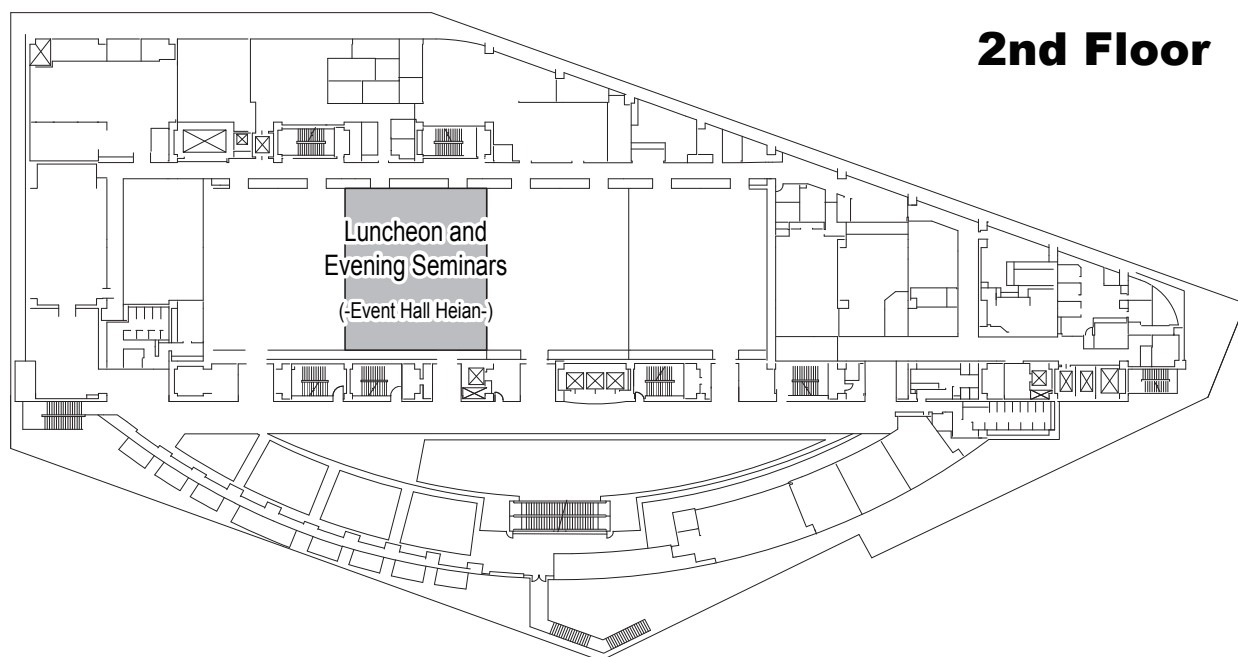 2nd Floor
Luncheon and
Evening Seminars
(-Event Hall Heian-)